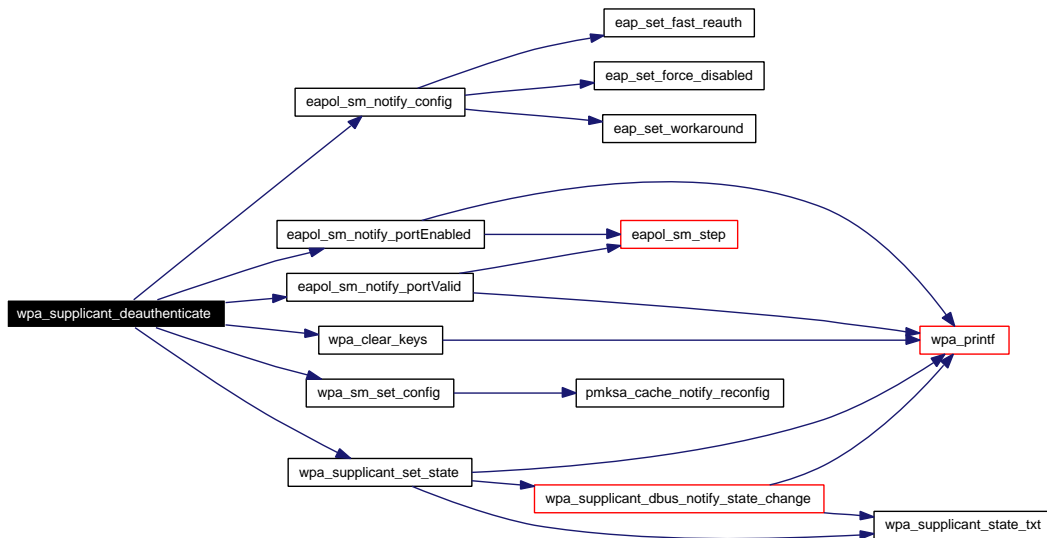 eap_set_fast_reauth
eap_set_force_disabled
eapol_sm_notify_config
eap_set_workaround
eapol_sm_notify_portEnabled
eapol_sm_step
eapol_sm_notify_portValid
wpa_supplicant_deauthenticate
wpa_clear_keys
wpa_printf
wpa_sm_set_config
pmksa_cache_notify_reconfig
wpa_supplicant_set_state
wpa_supplicant_dbus_notify_state_change
wpa_supplicant_state_txt